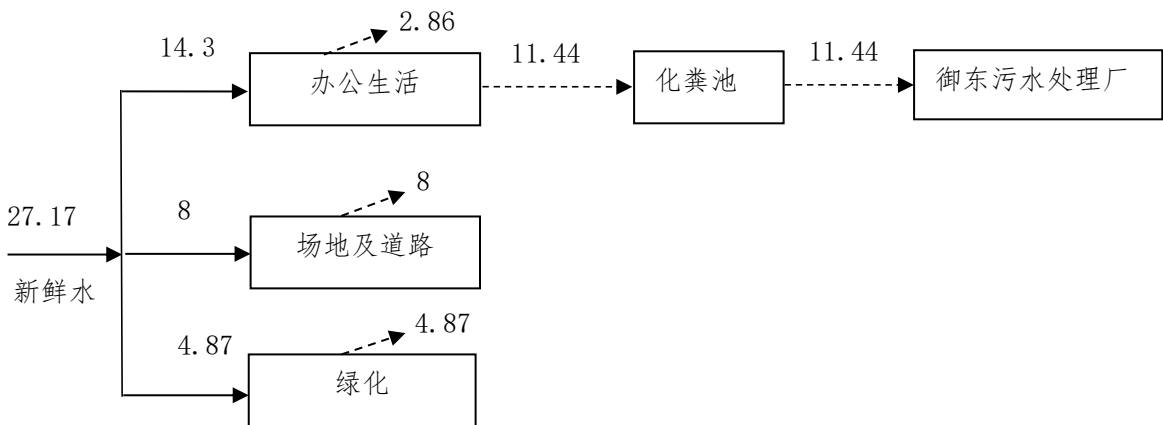 2.86
14.3
11.44
11.44
办公生活
化粪池
御东污水处理厂
8
27.17
8
场地及道路
新鲜水
4.87
4.87
绿化